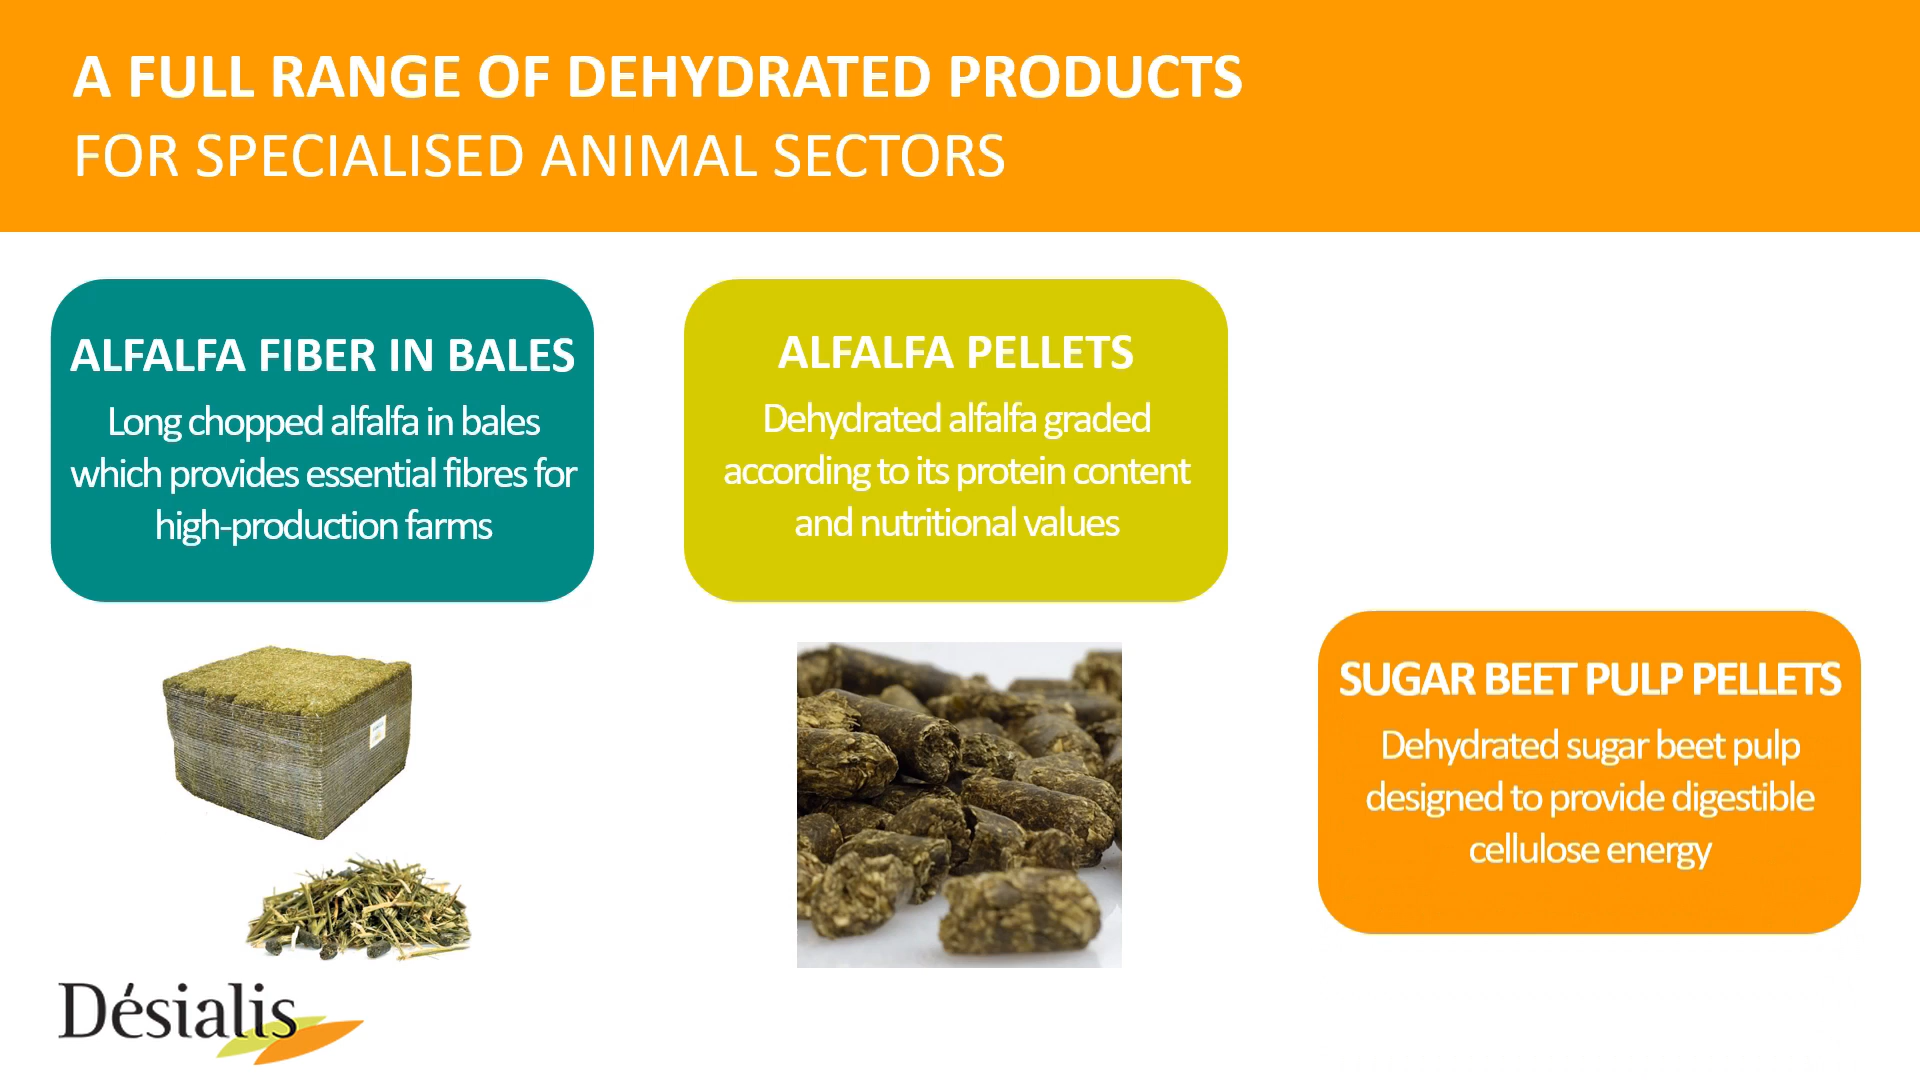 A FULL RANGE OF DEHYDRATED PRODUCTS
FOR SPECIALISED ANIMAL SECTORS
ALFALFA FIBER IN BALES
Long chopped alfalfa in bales
which provides essential fibres for
high-production farms
ALFALFA PELLETS
Dehydrated alfalfa graded
according to its protein content
and nutritional values
SUGAR BEET PULP PELLETS
Dehydrated sugar beet pulp
designed to provide digestible
cellulose energy
Désialis